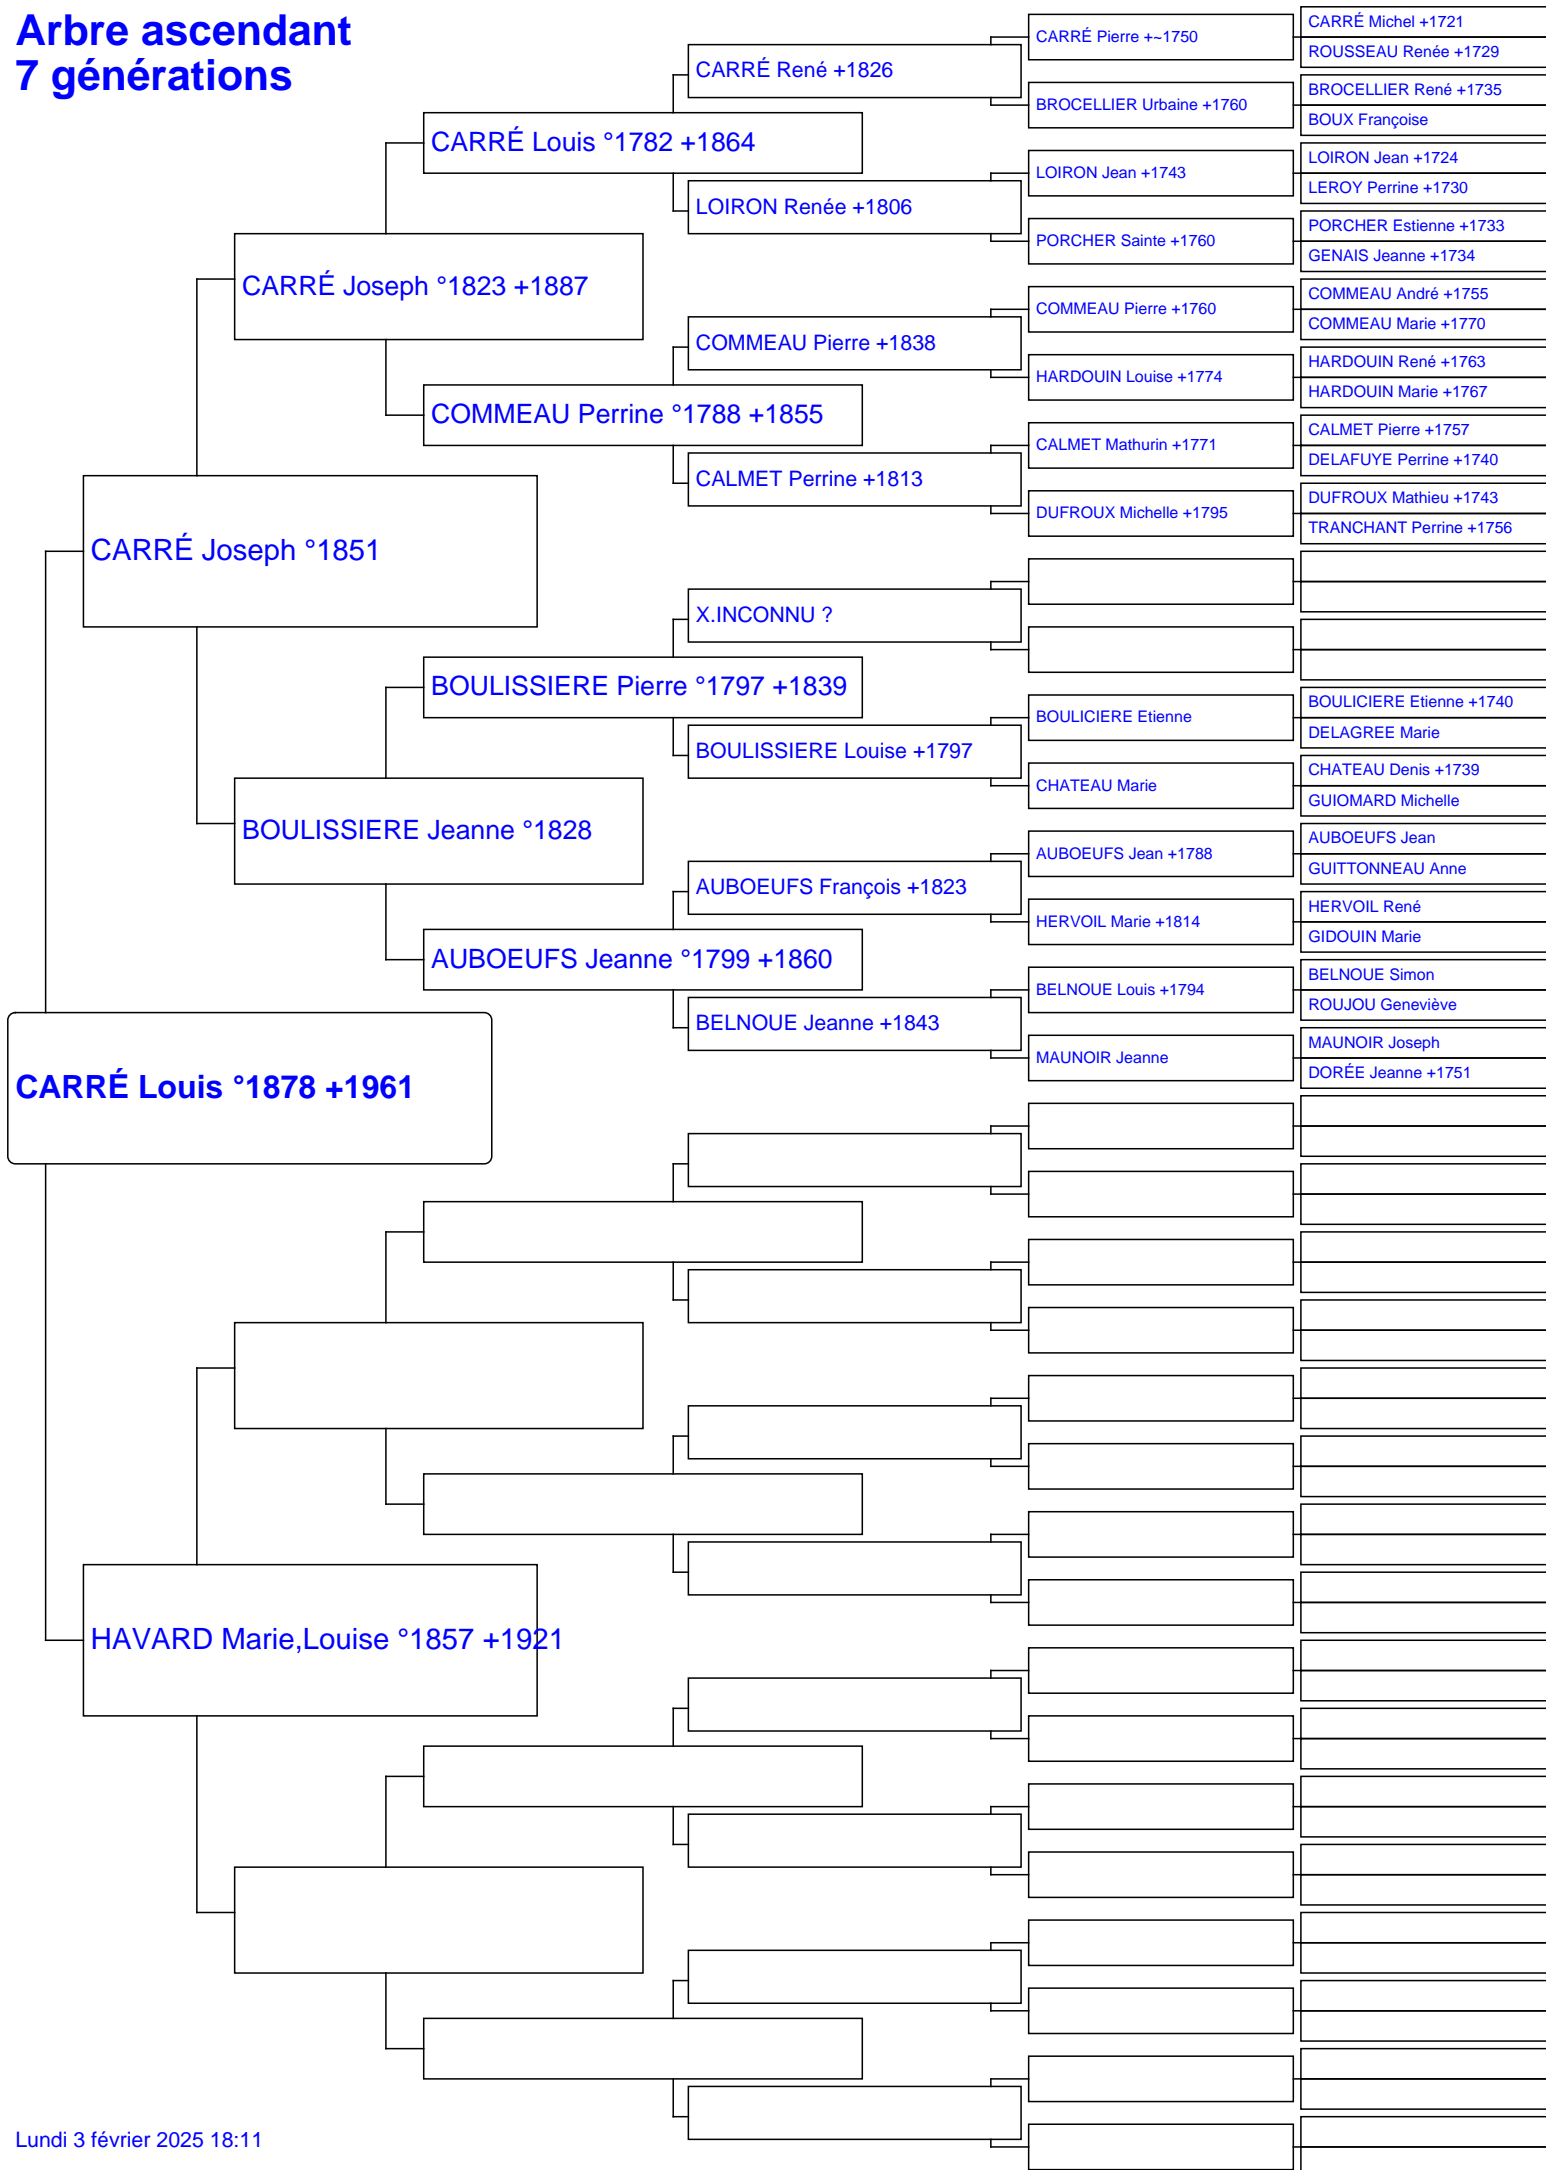 Arbre ascendant
7 générations
CARRÉ Louis °1878 +1961
CARRÉ Joseph °1851
HAVARD Marie,Louise °1857 +1921
CARRÉ Joseph °1823 +1887
BOULISSIERE Jeanne °1828
CARRÉ Louis °1782 +1864
COMMEAU Perrine °1788 +1855
BOULISSIERE Pierre °1797 +1839
AUBOEUFS Jeanne °1799 +1860
CARRÉ René +1826
LOIRON Renée +1806
COMMEAU Pierre +1838
CALMET Perrine +1813
X.INCONNU ?
BOULISSIERE Louise +1797
AUBOEUFS François +1823
BELNOUE Jeanne +1843
CARRÉ Pierre +~1750
BROCELLIER Urbaine +1760
LOIRON Jean +1743
PORCHER Sainte +1760
COMMEAU Pierre +1760
HARDOUIN Louise +1774
CALMET Mathurin +1771
DUFROUX Michelle +1795
BOULICIERE Etienne
CHATEAU Marie
AUBOEUFS Jean +1788
HERVOIL Marie +1814
BELNOUE Louis +1794
MAUNOIR Jeanne
CARRÉ Michel +1721
ROUSSEAU Renée +1729
BROCELLIER René +1735
BOUX Françoise
LOIRON Jean +1724
LEROY Perrine +1730
PORCHER Estienne +1733
GENAIS Jeanne +1734
COMMEAU André +1755
COMMEAU Marie +1770
HARDOUIN René +1763
HARDOUIN Marie +1767
CALMET Pierre +1757
DELAFUYE Perrine +1740
DUFROUX Mathieu +1743
TRANCHANT Perrine +1756
BOULICIERE Etienne +1740
DELAGREE Marie
CHATEAU Denis +1739
GUIOMARD Michelle
AUBOEUFS Jean
GUITTONNEAU Anne
HERVOIL René
GIDOUIN Marie
BELNOUE Simon
ROUJOU Geneviève
MAUNOIR Joseph
DORÉE Jeanne +1751
Lundi 3 février 2025 18:11